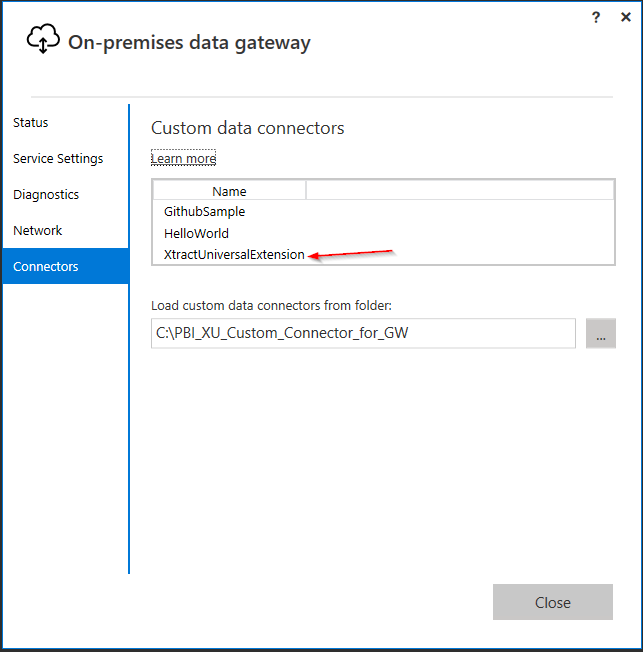 ? ×
On-premises data gateway
Status
Service Settings
Diagnostics
Network
Connectors
Custom data connectors
Learn more
Name
GithubSample
HelloWorld
XtractUniversalExtension
Load custom data connectors from folder:
C:\PBI_XU_Custom_Connector_for_GW
...
Close